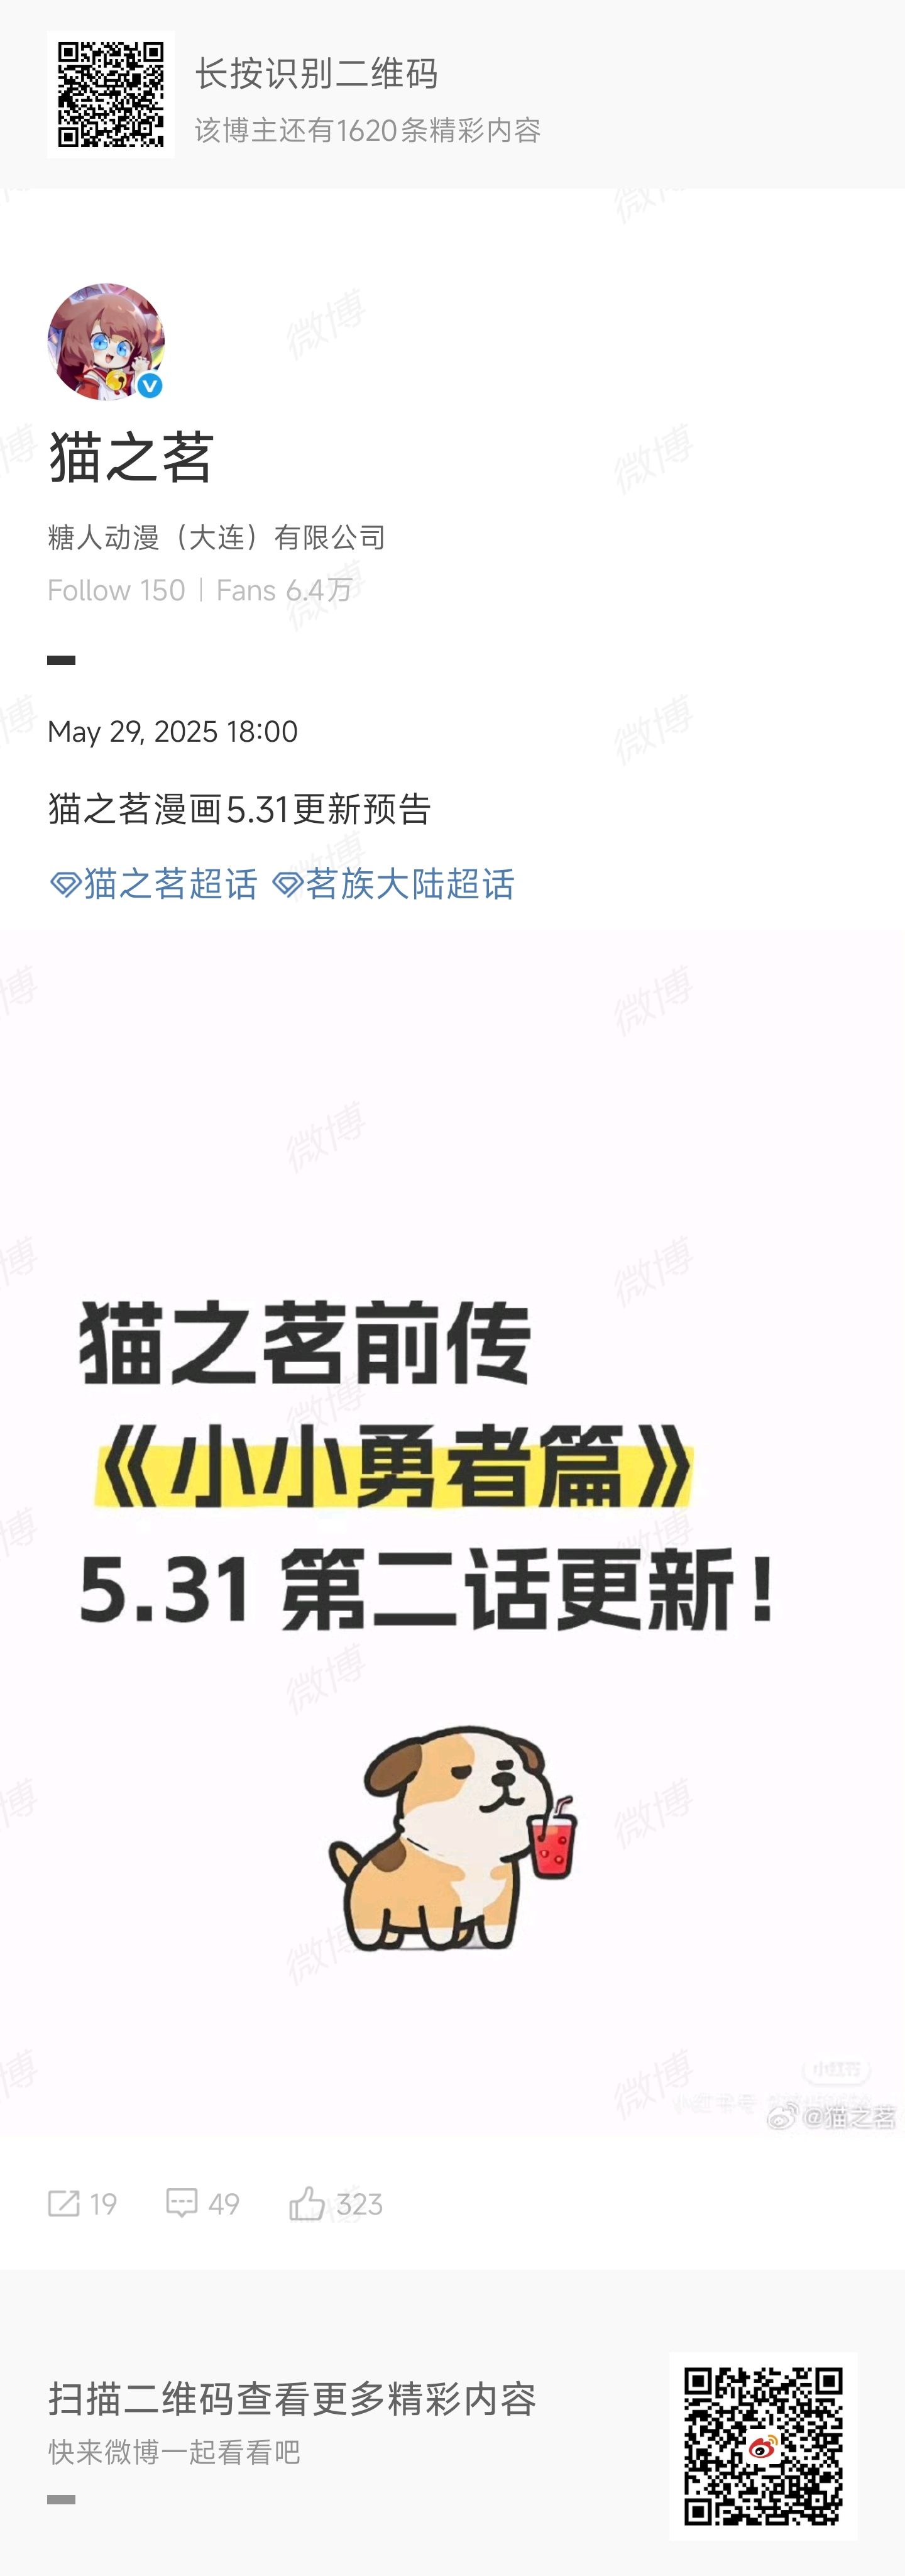 长按识别二维码
该博主还有1620条精彩内容
猫之茗
糖人动漫（大连）有限公司
Follow 150 | Fans 6.4万
May 29, 2025 18:00
猫之茗漫画5.31更新预告
猫之茗超话 茗族大陆超话
猫之茗前传
《小小勇者篇》
5.31 第二话更新！
小红书
@猫之茗
19 49 323
扫描二维码查看更多精彩内容
快来微博一起看看吧
微博